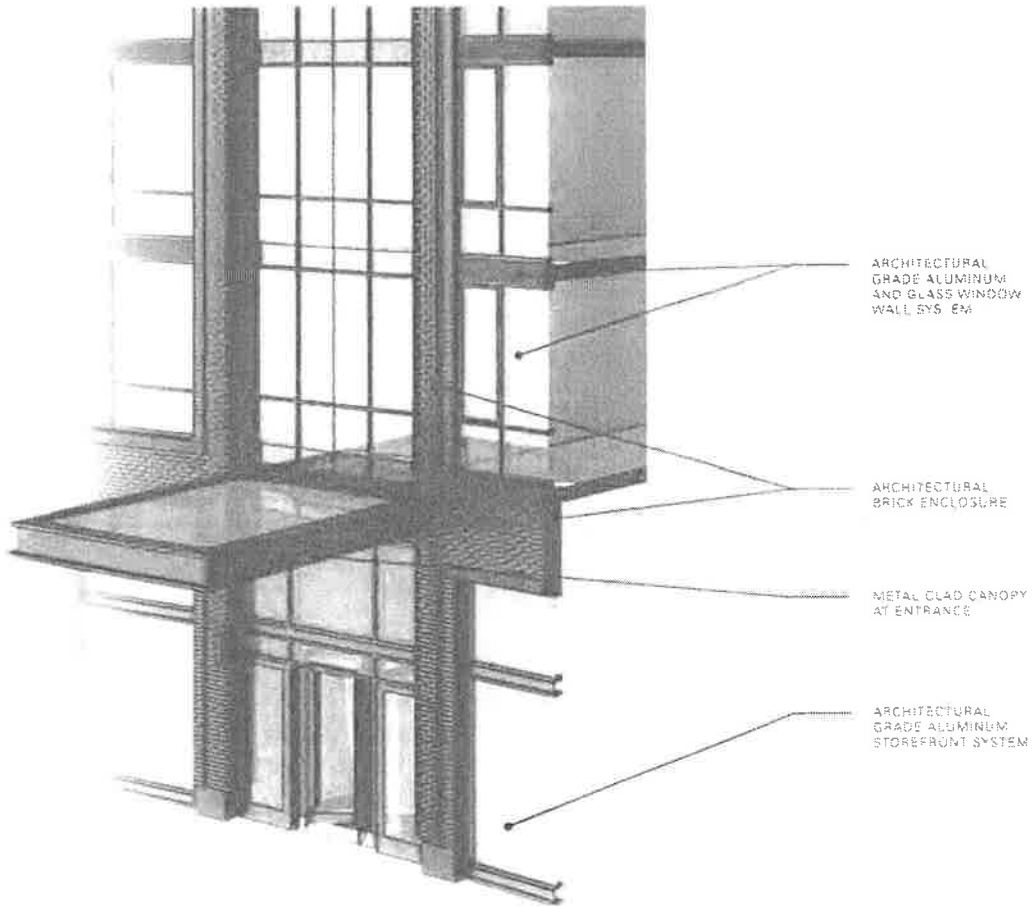 ARCHITECTURAL
GRADE ALUMINUM
AND GLASS WINDOW
WALL SYS EM
ARCHITECTURAL
BRICK ENCLOSURE
METAL CLAD CANOPY
AT ENTRANCE
ARCHITECTURAL
GRADE ALUMINUM
STOREFRONT SYSTEM